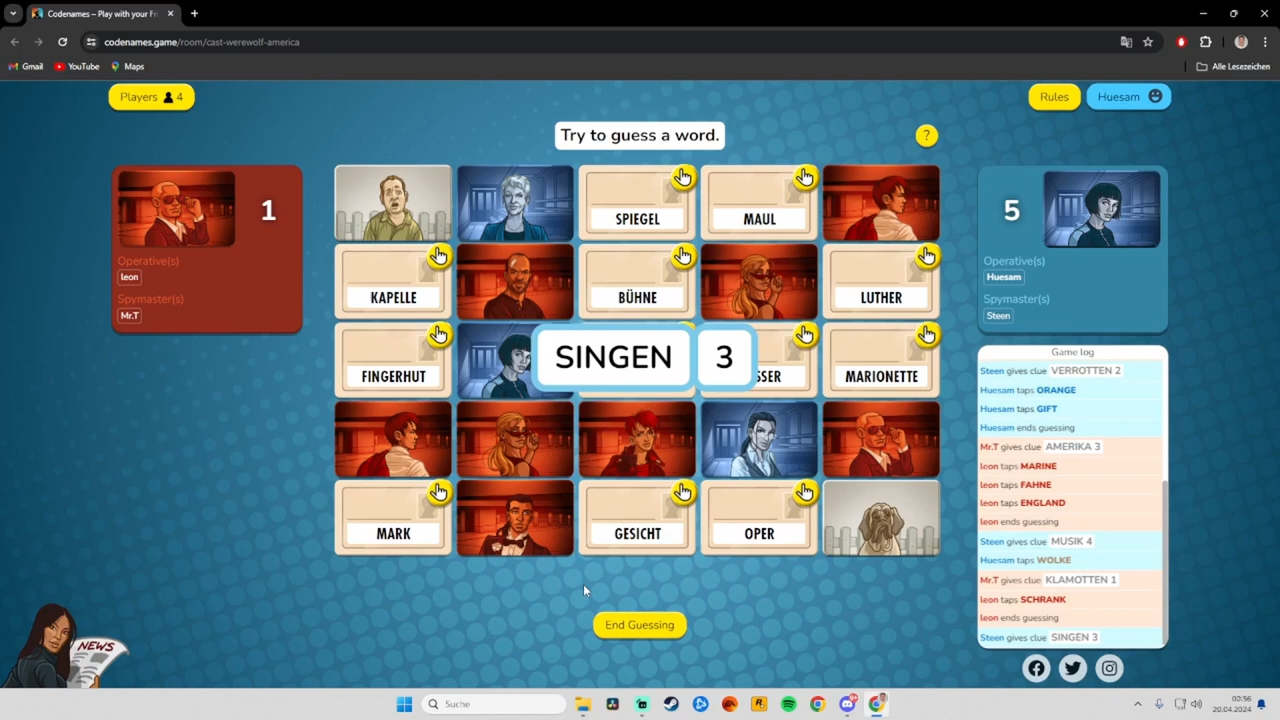 Codenames – Play with your Fr
codenames.game/room/cast-werewolf-america
Gmail
YouTube
Maps
Alle Lesezeichen
Players 4
Rules
Huesam
Try to guess a word.
?
1
Operative(s)
leon
Spymaster(s)
Mr.T
SPIEGEL
MAUL
KAPELLE
BÜHNE
LUTHER
FINGERHUT
SINGEN 3
SSER
MARIONETTE
MARK
GESICHT
OPER
5
Operative(s)
Huesam
Spymaster(s)
Steen
Game log
Steen gives clue VERROTTEN 2
Huesam taps ORANGE
Huesam taps GIFT
Huesam ends guessing
Mr.T gives clue AMERIKA 3
leon taps MARINE
leon taps FAHNE
leon taps ENGLAND
leon ends guessing
Steen gives clue MUSIK 4
Huesam taps WOLKE
Mr.T gives clue KLAMOTTEN 1
leon taps SCHRANK
leon ends guessing
Steen gives clue SINGEN 3
End Guessing
NEWS
Suche
00:56
20.04.2024